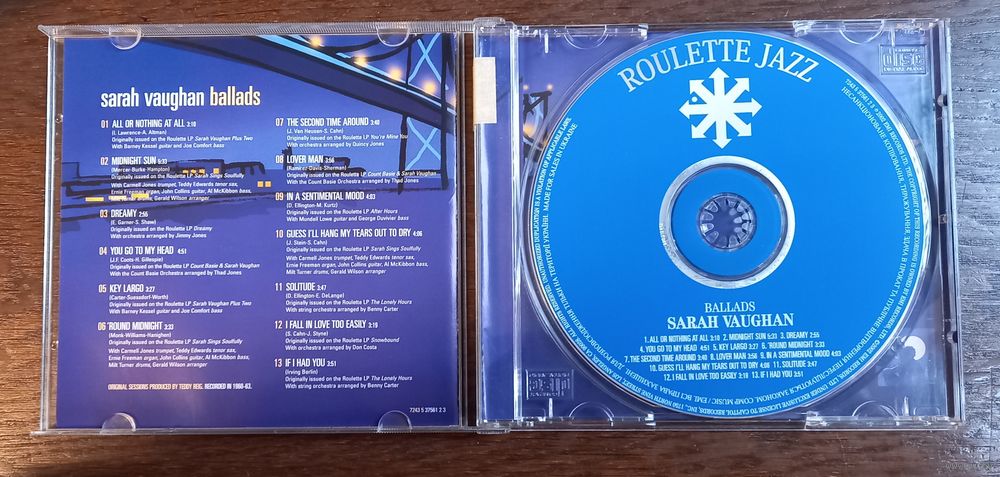 sarah vaughan ballads
01 ALL OR NOTHING AT ALL 3:10
(I. Lawrence-A. Altman)
Originally issued on the Roulette LP Sarah Vaughan Plus Two
With Barney Kessel guitar and Joe Comfort bass
02 MIDNIGHT SUN 5:33
(Mercer-Burke-Hampton)
Originally issued on the Roulette LP Sarah Sings Soulfully
With Carmell Jones trumpet, Teddy Edwards tenor sax,
Ernie Freeman organ, John Collins guitar, Al McKibbon bass,
Milt Turner drums, Gerald Wilson arranger
03 DREAMY 2:55
(E. Garner-S. Shaw)
Originally issued on the Roulette LP Dreamy
With orchestra arranged by Jimmy Jones
04 YOU GO TO MY HEAD 4:51
(J.F. Coots-H. Gillespie)
Originally issued on the Roulette LP Count Basie & Sarah Vaughan
With the Count Basie Orchestra arranged by Thad Jones
05 KEY LARGO 3:27
(Carter-Suessdorf-Worth)
Originally issued on the Roulette LP Sarah Vaughan Plus Two
With Barney Kessel guitar and Joe Comfort bass
06 'ROUND MIDNIGHT 3:33
(Monk-Williams-Hanighen)
Originally issued on the Roulette LP Sarah Sings Soulfully
With Carmell Jones trumpet, Teddy Edwards tenor sax,
Ernie Freeman organ, John Collins guitar, Al McKibbon bass,
Milt Turner drums, Gerald Wilson arranger
ORIGINAL SESSIONS PRODUCED BY TEDDY REIG. RECORDED IN 1960-63.
07 THE SECOND TIME AROUND 3:40
(J. Van Heusen-S. Cahn)
Originally issued on the Roulette LP You're Mine You
With orchestra arranged by Quincy Jones
08 LOVER MAN 3:56
(Ramirez-Davis-Sherman)
Originally issued on the Roulette LP Count Basie & Sarah Vaughan
With the Count Basie Orchestra arranged by Thad Jones
09 IN A SENTIMENTAL MOOD 4:03
(D. Ellington-M. Kurtz)
Originally issued on the Roulette LP After Hours
With Mundell Lowe guitar and George Duvivier bass
10 GUESS I'LL HANG MY TEARS OUT TO DRY 4:06
(J. Stein-S. Cahn)
Originally issued on the Roulette LP Sarah Sings Soulfully
With Carmell Jones trumpet, Teddy Edwards tenor sax,
Ernie Freeman organ, John Collins guitar, Al McKibbon bass,
Milt Turner drums, Gerald Wilson arranger
11 SOLITUDE 3:47
(D. Ellington-E. DeLange)
Originally issued on the Roulette LP The Lonely Hours
With string orchestra arranged by Benny Carter
12 I FALL IN LOVE TOO EASILY 3:19
(S. Cahn-J. Styne)
Originally issued on the Roulette LP Snowbound
With orchestra arranged by Don Costa
13 IF I HAD YOU 3:51
(Irving Berlin)
Originally issued on the Roulette LP The Lonely Hours
With string orchestra arranged by Benny Carter
7243 5 37561 2 3
ROULETTE JAZZ
BALLADS
SARAH VAUGHAN
1. ALL OR NOTHING AT ALL 3:10 2. MIDNIGHT SUN 5:33 3. DREAMY 2:55
4. YOU GO TO MY HEAD 4:51 5. KEY LARGO 3:27 6. 'ROUND MIDNIGHT 3:33
7. THE SECOND TIME AROUND 3:40 8. LOVER MAN 3:56 9. IN A SENTIMENTAL MOOD 4:03
10. GUESS I'LL HANG MY TEARS OUT TO DRY 4:06 11. SOLITUDE 3:47
12. I FALL IN LOVE TOO EASILY 3:19 13. IF I HAD YOU 3:51
UNAUTHORIZED DUPLICATION IS A VIOLATION OF APPLICABLE LAWS.
MADE FOR SALES IN UKRAINE
disc